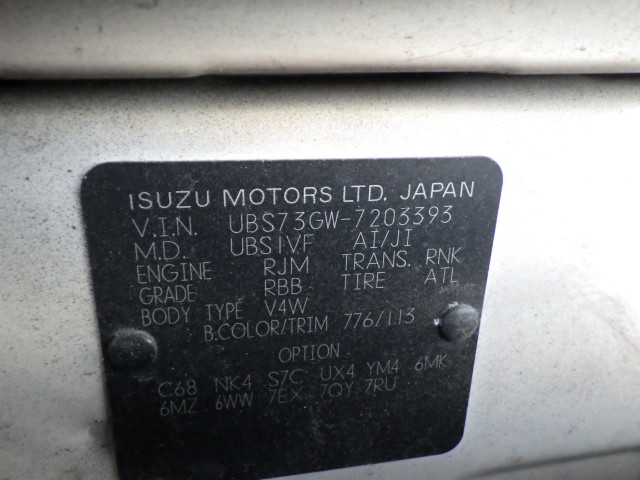 ISUZU MOTORS LTD. JAPAN
V.I.N. UBS73GW-7203393
M.D. UBS1VF AI/JI
ENGINE RJM TRANS. RNK
GRADE RBB TIRE ATL
BODY TYPE V4W
B.COLOR/TRIM 776/113
OPTION
C68 NK4 S7C UX4 YM4 6MK
6MZ 6WW 7EX 7QY 7RU